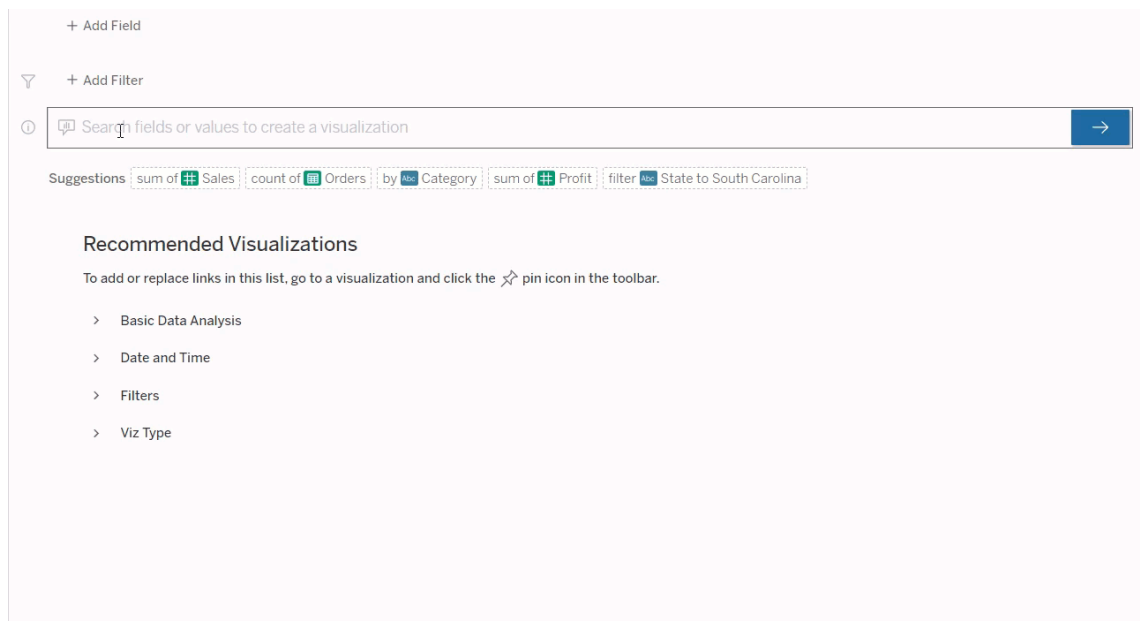 + Add Field
+ Add Filter
Search fields or values to create a visualization
Suggestions sum of Sales count of Orders by Abc Category sum of Profit filter Abc State to South Carolina
Recommended Visualizations
To add or replace links in this list, go to a visualization and click the pin icon in the toolbar.
Basic Data Analysis
Date and Time
Filters
Viz Type